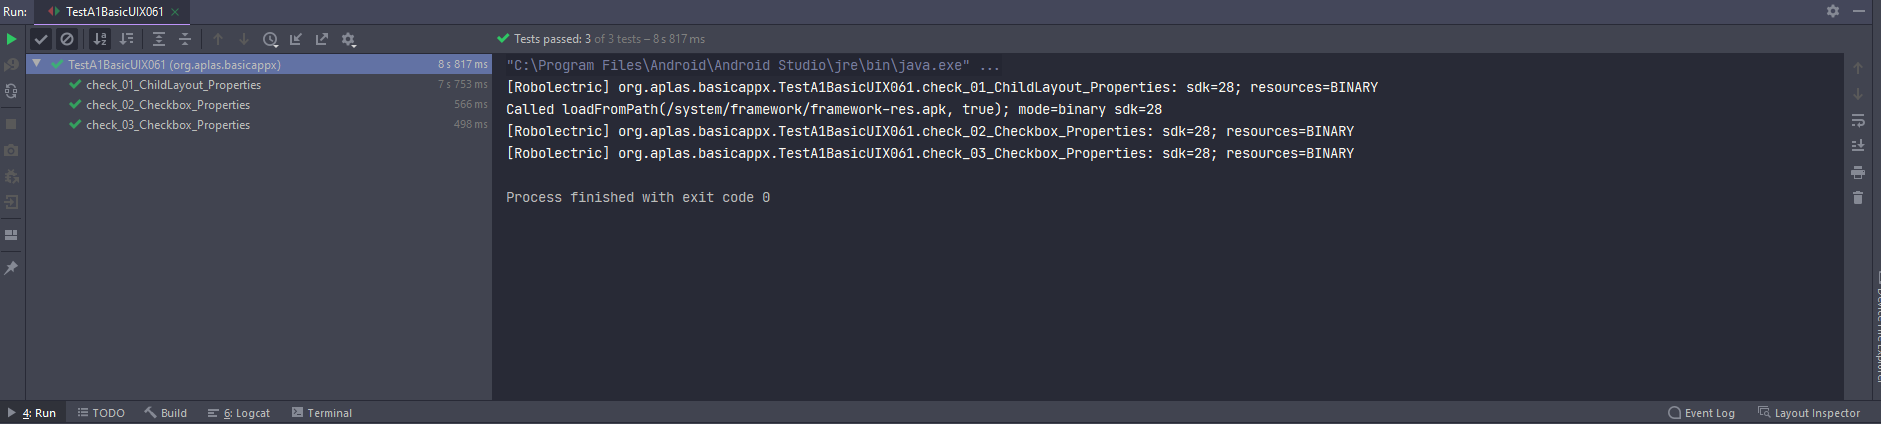 Run: TestA1BasicUIX061
Tests passed: 3 of 3 tests – 8 s 817 ms
TestA1BasicUIX061 (org.aplas.basicappx) 8 s 817 ms
check_01_ChildLayout_Properties 7 s 753 ms
check_02_Checkbox_Properties 566 ms
check_03_Checkbox_Properties 498 ms
"C:\Program Files\Android\Android Studio\jre\bin\java.exe" ...
[Robolectric] org.aplas.basicappx.TestA1BasicUIX061.check_01_ChildLayout_Properties: sdk=28; resources=BINARY
Called loadFromPath(/system/framework/framework-res.apk, true); mode=binary sdk=28
[Robolectric] org.aplas.basicappx.TestA1BasicUIX061.check_02_Checkbox_Properties: sdk=28; resources=BINARY
[Robolectric] org.aplas.basicappx.TestA1BasicUIX061.check_03_Checkbox_Properties: sdk=28; resources=BINARY
Process finished with exit code 0
4: Run TODO Build 6: Logcat Terminal Event Log Layout Inspector